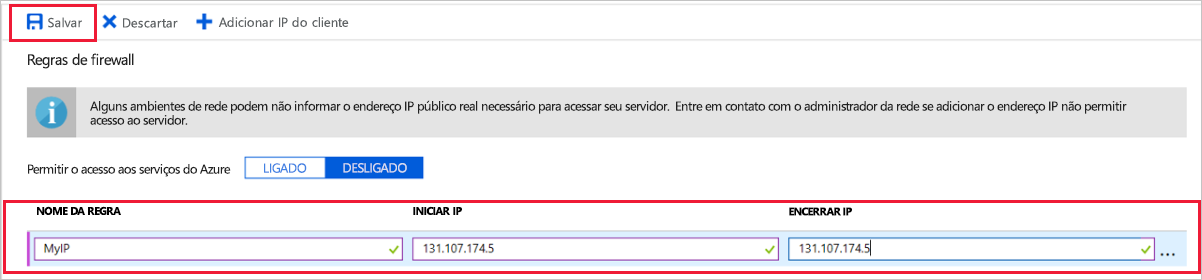 Salvar Descartar Adicionar IP do cliente
Regras de firewall
Alguns ambientes de rede podem não informar o endereço IP público real necessário para acessar seu servidor. Entre em contato com o administrador da rede se adicionar o endereço IP não permitir
acesso ao servidor.
Permitir o acesso aos serviços do Azure LIGADO DESLIGADO
NOME DA REGRA INICIAR IP ENCERRAR IP
MyIP 131.107.174.5 131.107.174.5 ...